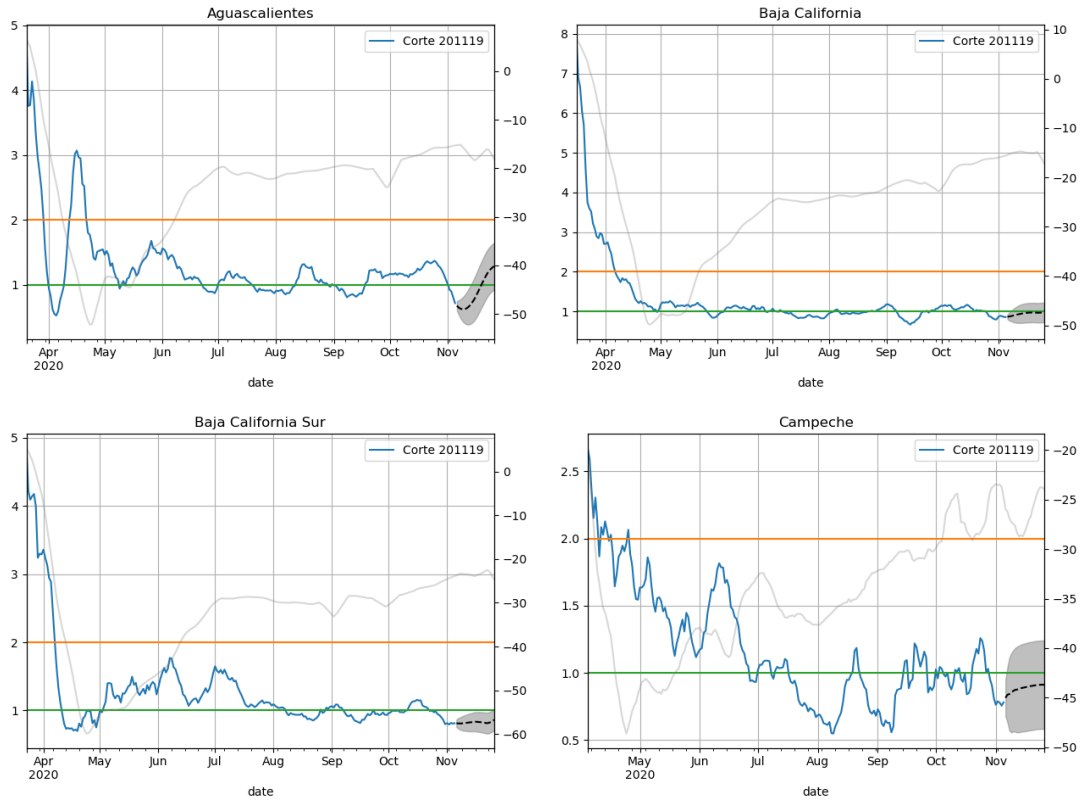 Aguascalientes
Corte 201119
5
4
3
2
1
0
−10
−20
−30
−40
−50
Apr
2020
May
Jun
Jul
Aug
Sep
Oct
Nov
date
Baja California
Corte 201119
8
7
6
5
4
3
2
1
10
0
−10
−20
−30
−40
−50
Apr
2020
May
Jun
Jul
Aug
Sep
Oct
Nov
date
Baja California Sur
Corte 201119
5
4
3
2
1
0
−10
−20
−30
−40
−50
−60
Apr
2020
May
Jun
Jul
Aug
Sep
Oct
Nov
date
Campeche
Corte 201119
2.5
2.0
1.5
1.0
0.5
−20
−25
−30
−35
−40
−45
−50
May
2020
Jun
Jul
Aug
Sep
Oct
Nov
date